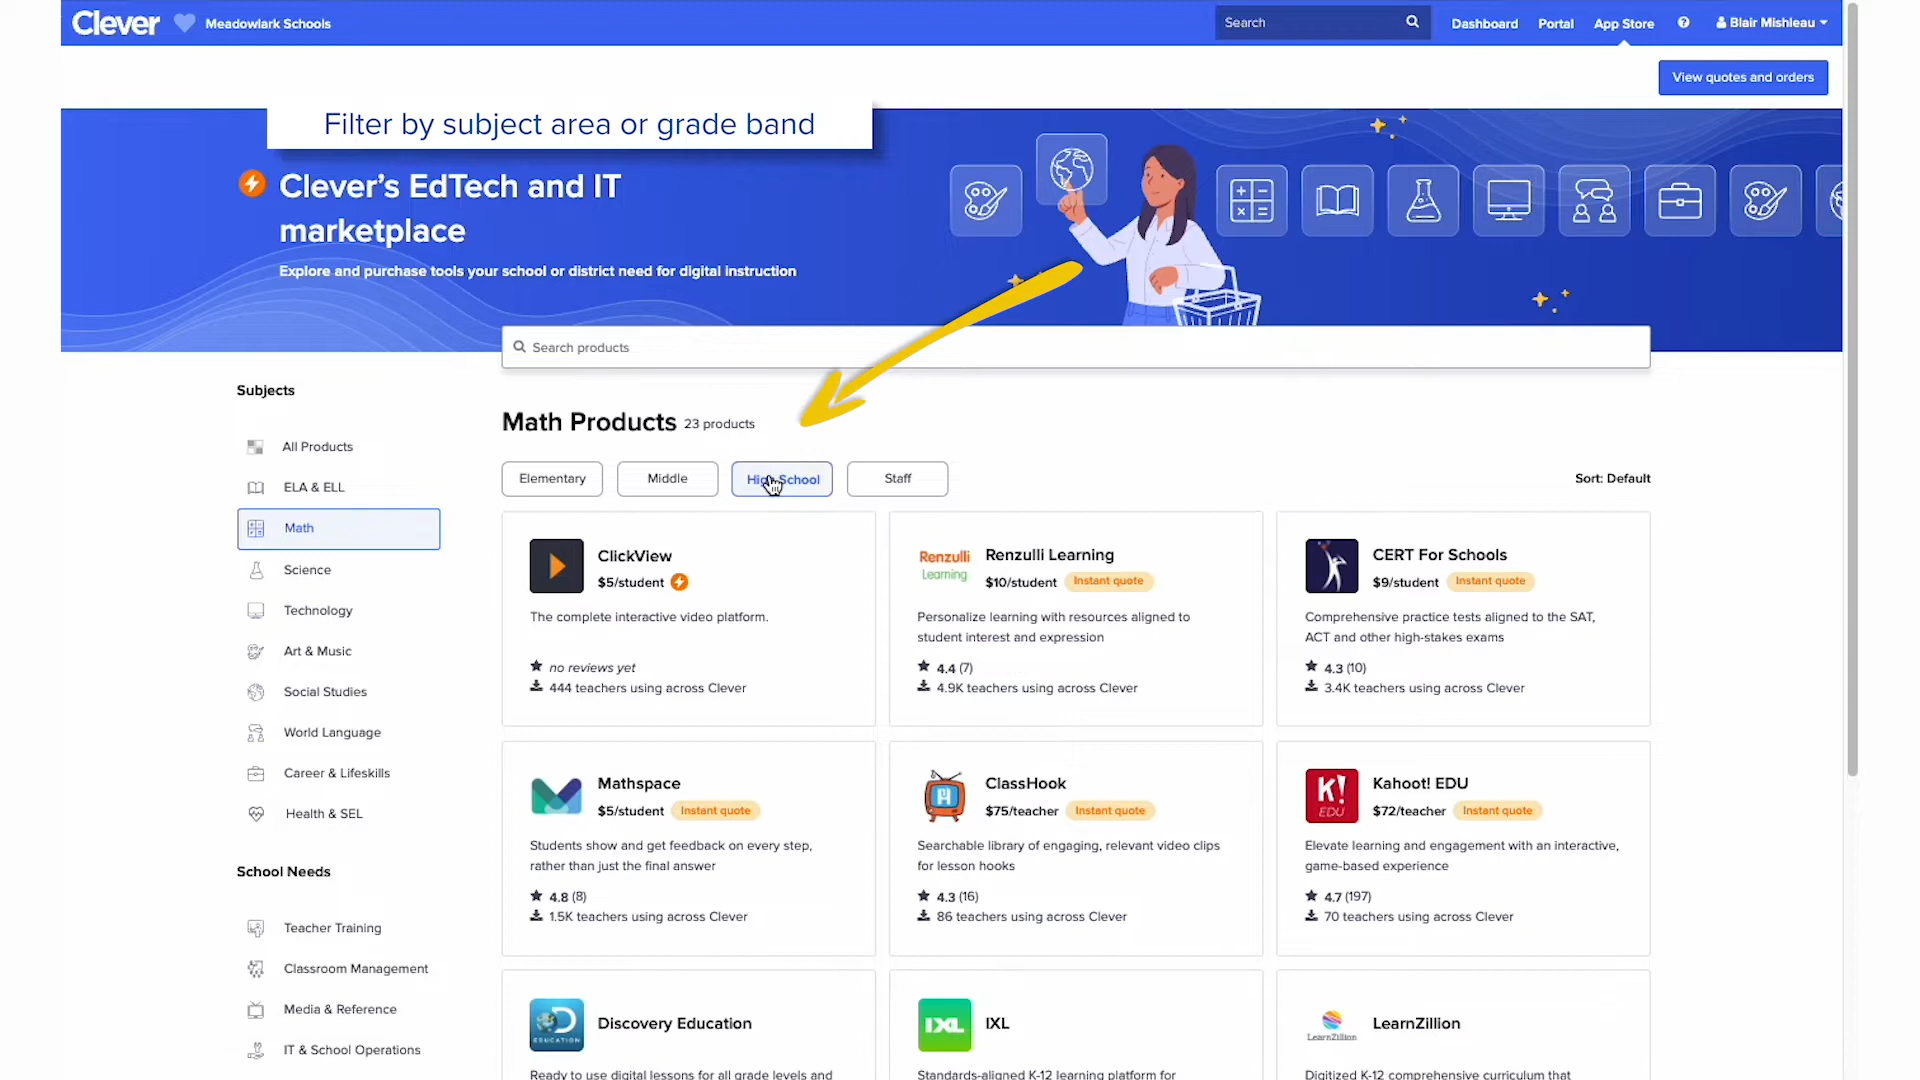 Clever
Meadowlark Schools
Search
Dashboard
Portal
App Store
Blair Mishleau
View quotes and orders
Filter by subject area or grade band
Clever's EdTech and IT
marketplace
Explore and purchase tools your school or district need for digital instruction
Search products
Subjects
All Products
ELA & ELL
Math
Science
Technology
Art & Music
Social Studies
World Language
Career & Lifeskills
Health & SEL
School Needs
Teacher Training
Classroom Management
Media & Reference
IT & School Operations
Math Products 23 products
Elementary
Middle
High School
Staff
Sort: Default
ClickView
$5/student
The complete interactive video platform.
no reviews yet
444 teachers using across Clever
Renzulli
Learning
Renzulli Learning
$10/student Instant quote
Personalize learning with resources aligned to
student interest and expression
4.4 (7)
4.9K teachers using across Clever
CERT For Schools
$9/student Instant quote
Comprehensive practice tests aligned to the SAT,
ACT and other high-stakes exams
4.3 (10)
3.4K teachers using across Clever
Mathspace
$5/student Instant quote
Students show and get feedback on every step,
rather than just the final answer
4.8 (8)
1.5K teachers using across Clever
ClassHook
$75/teacher Instant quote
Searchable library of engaging, relevant video clips
for lesson hooks
4.3 (16)
86 teachers using across Clever
K!
EDU
Kahoot! EDU
$72/teacher Instant quote
Elevate learning and engagement with an interactive,
game-based experience
4.7 (197)
70 teachers using across Clever
D
EDUCATION
Discovery Education
Ready to use digital lessons for all grade levels and
IXL
IXL
Standards-aligned K-12 learning platform for
LearnZillion
LearnZillion
Digitized K-12 comprehensive curriculum that